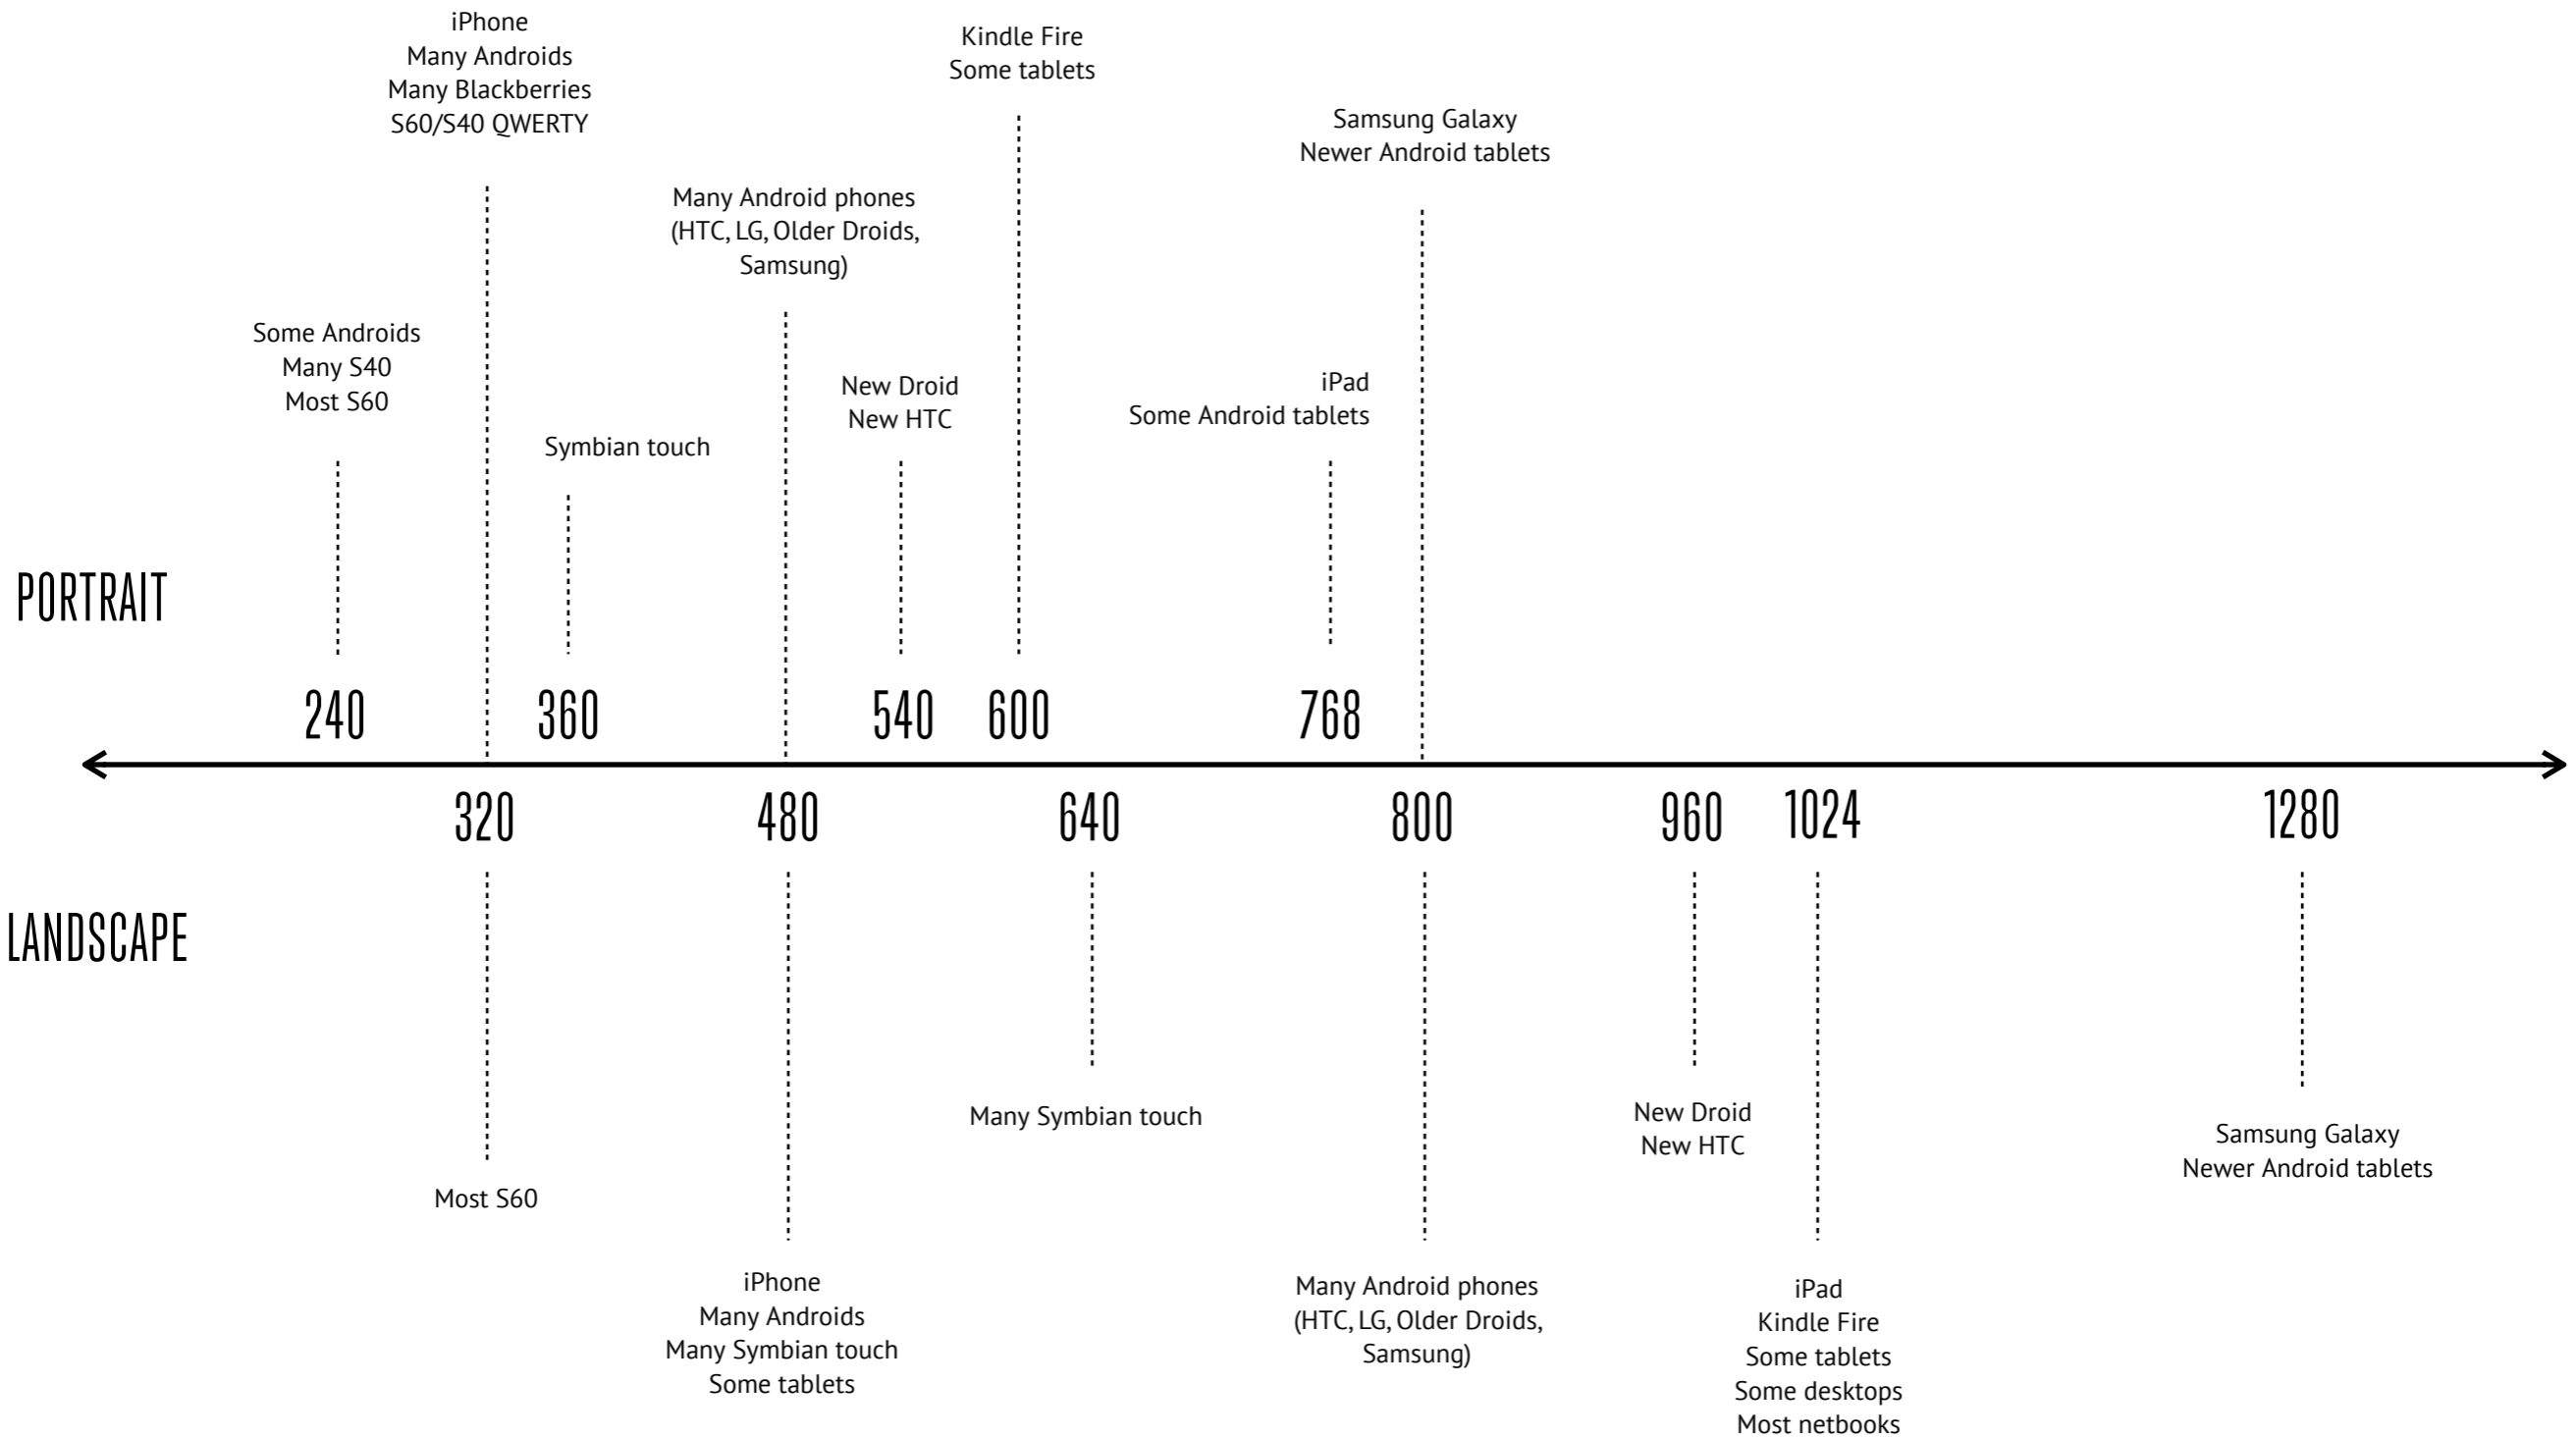 iPhone
Many Androids
Many Blackberries
S60/S40 QWERTY
Kindle Fire
Some tablets
Samsung Galaxy
Newer Android tablets
Many Android phones
(HTC, LG, Older Droids,
Samsung)
Some Androids
Many S40
Most S60
New Droid
New HTC
iPad
Some Android tablets
Symbian touch
PORTRAIT
240
360
540
600
768
320
480
640
800
960
1024
1280
LANDSCAPE
Many Symbian touch
New Droid
New HTC
Samsung Galaxy
Newer Android tablets
Most S60
iPhone
Many Androids
Many Symbian touch
Some tablets
Many Android phones
(HTC, LG, Older Droids,
Samsung)
iPad
Kindle Fire
Some tablets
Some desktops
Most netbooks